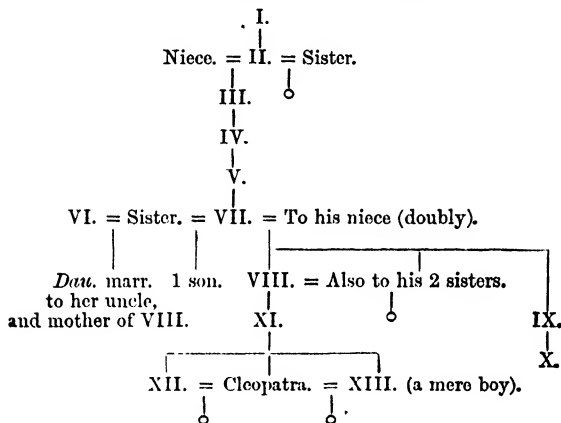 I.
Niece. = II. = Sister.
III.
IV.
V.
VI. = Sister. = VII. = To his niece (doubly).
Dau. marr. 1 son. VIII. = Also to his 2 sisters.
to her uncle,
and mother of VIII. XI. IX.
X.
XII. = Cleopatra. = XIII. (a mere boy).